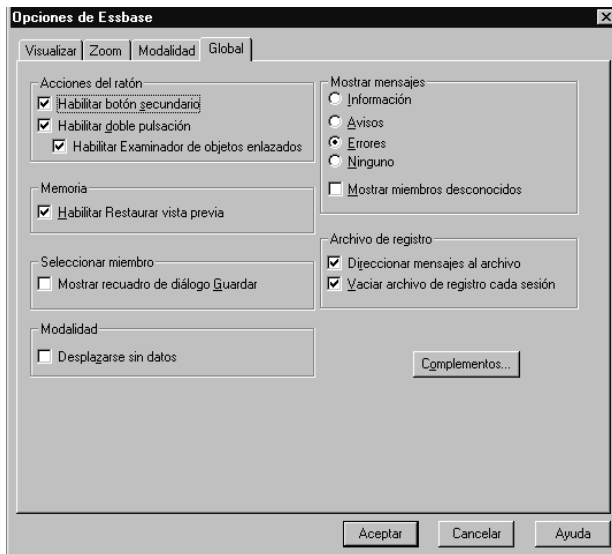 Opciones de Essbase
Visualizar
Zoom
Modalidad
Global
Acciones del ratón
Habilitar botón secundario
Habilitar doble pulsación
Habilitar Examinador de objetos enlazados
Memoria
Habilitar Restaurar vista previa
Seleccionar miembro
Mostrar recuadro de diálogo Guardar
Modalidad
Desplazarse sin datos
Mostrar mensajes
Información
Avisos
Errores
Ninguno
Mostrar miembros desconocidos
Archivo de registro
Direccionar mensajes al archivo
Vaciar archivo de registro cada sesión
Complementos...
Aceptar
Cancelar
Ayuda